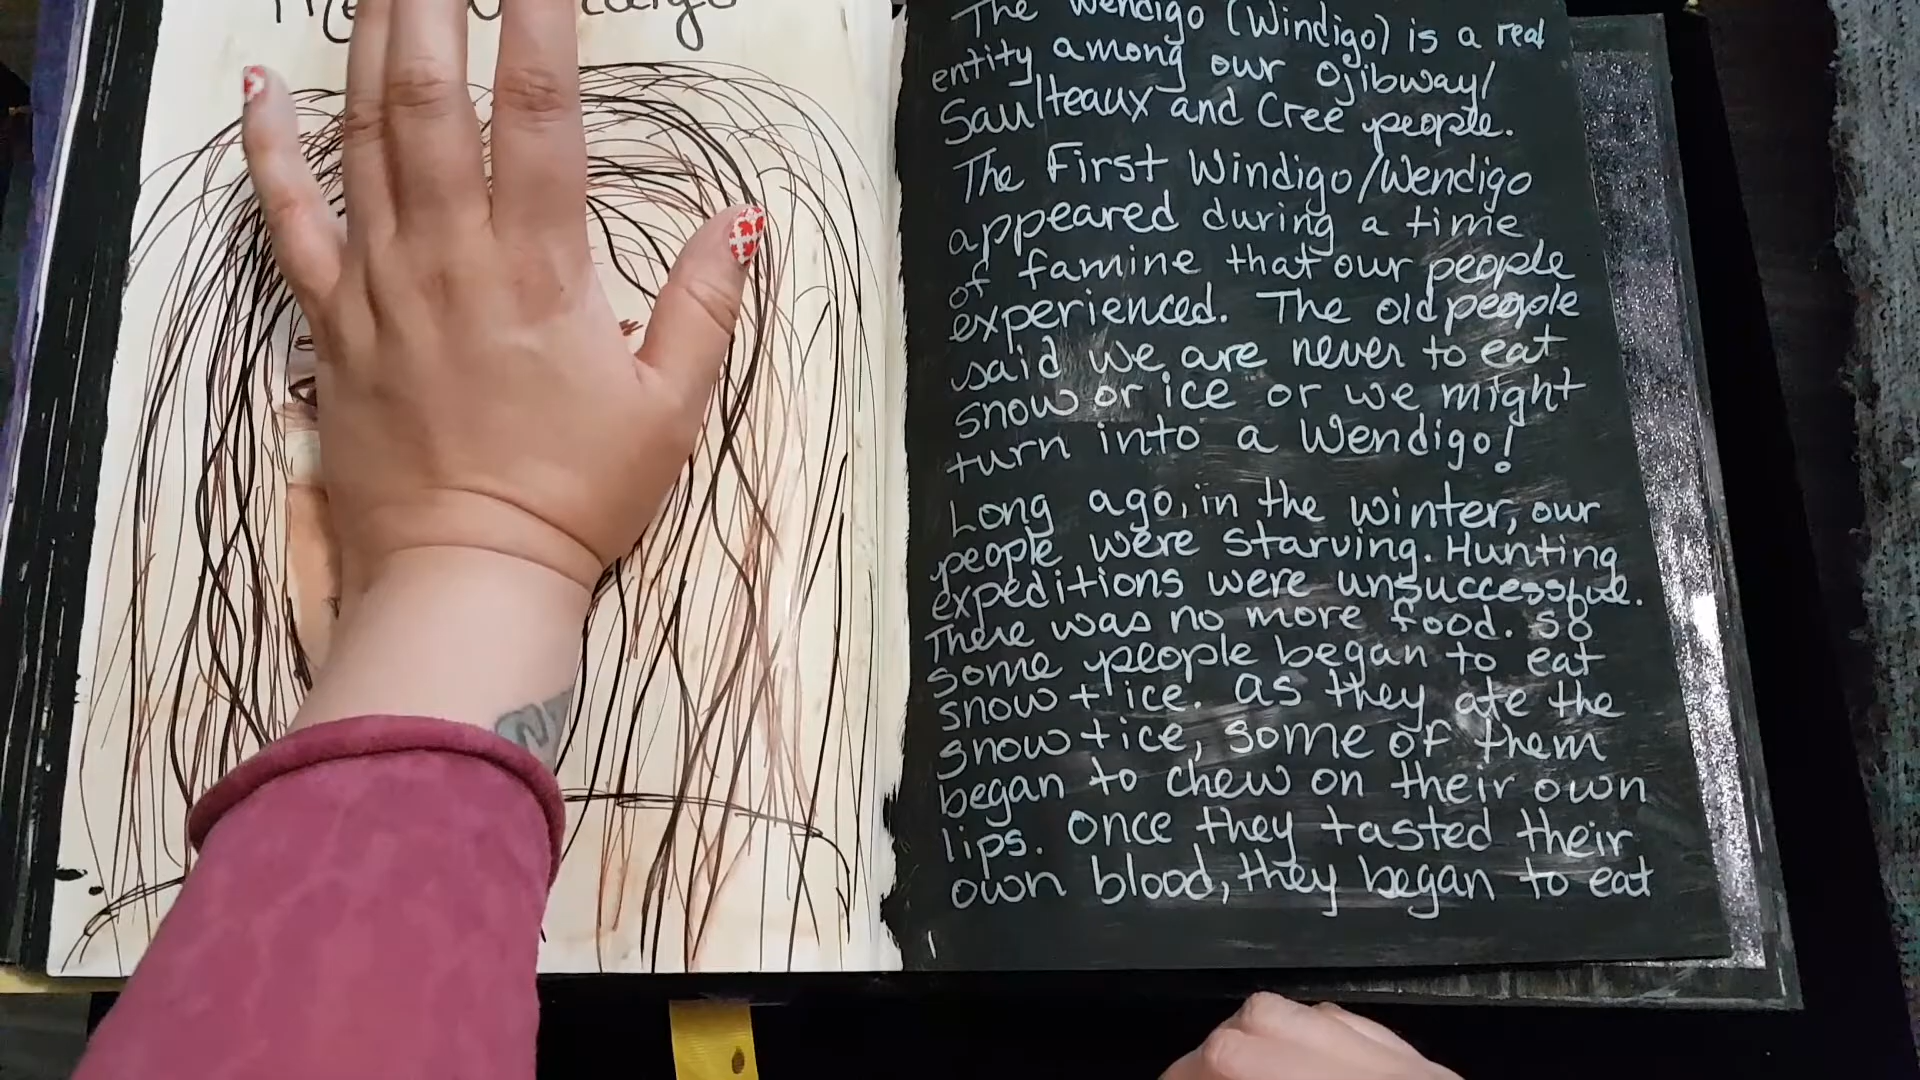 The
The Wendigo (Windigo) is a real
entity among our Ojibway/
Saulteaux and Cree people.
The First Windigo/Wendigo
appeared during a time
of famine that our people
experienced. The old people
said we are never to eat
snow or ice or we might
turn into a Wendigo!
Long ago, in the winter, our
people were starving. Hunting
expeditions were unsuccessful.
There was no more food. So
some people began to eat
snow + ice. As they ate the
snow + ice, some of them
began to chew on their own
lips. Once they tasted their
own blood, they began to eat
1